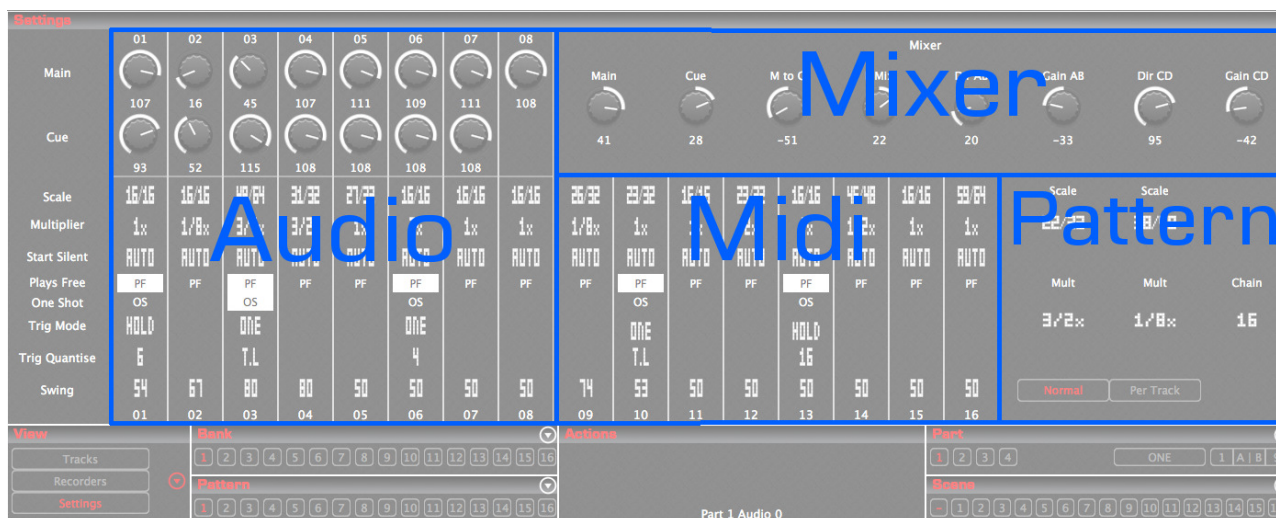 Settings
01 02 03 04 05 06 07 08
Mixer
Main
Main Cue M to C Mix Dir AB Gain AB Dir CD Gain CD
107 16 45 107 111 109 111 108
41 28 -51 22 20 -33 95 -42
Cue
93 52 115 108 108 108 108
Mixer
Scale 16/16 16/16 48/64 31/32 27/32 16/16 16/16 16/16 26/32 23/32 16/16 16/16 16/16 59/64
Scale Scale
Multiplier 1x 1/8x 1x 1x 1x 1/8x 1x 1x 1x
Audio
Midi
Pattern
Start Silent AUTO AUTO AUTO AUTO AUTO AUTO AUTO AUTO AUTO AUTO AUTO AUTO AUTO AUTO AUTO AUTO
Plays Free PF PF PF PF PF PF PF PF PF PF PF PF PF PF PF PF
Mult Mult Chain
One Shot OS OS OS OS OS
Trig Mode HOLD ONE ONE ONE HOLD
3/2x 1/8x 16
Trig Quantise 6 T.L 4 T.L 16
Swing 54 67 80 80 50 50 50 50 74 53 50 50 50 50 50 50
Normal Per Track
01 02 03 04 05 06 07 08 09 10 11 12 13 14 15 16
View Bank Actions Part
Tracks
1 2 3 4 5 6 7 8 9 10 11 12 13 14 15 16
1 2 3 4 ONE 1 A B
Recorders
Pattern Scene
Settings
1 2 3 4 5 6 7 8 9 10 11 12 13 14 15 16
Part 1 Audio 0
- 1 2 3 4 5 6 7 8 9 10 11 12 13 14 15